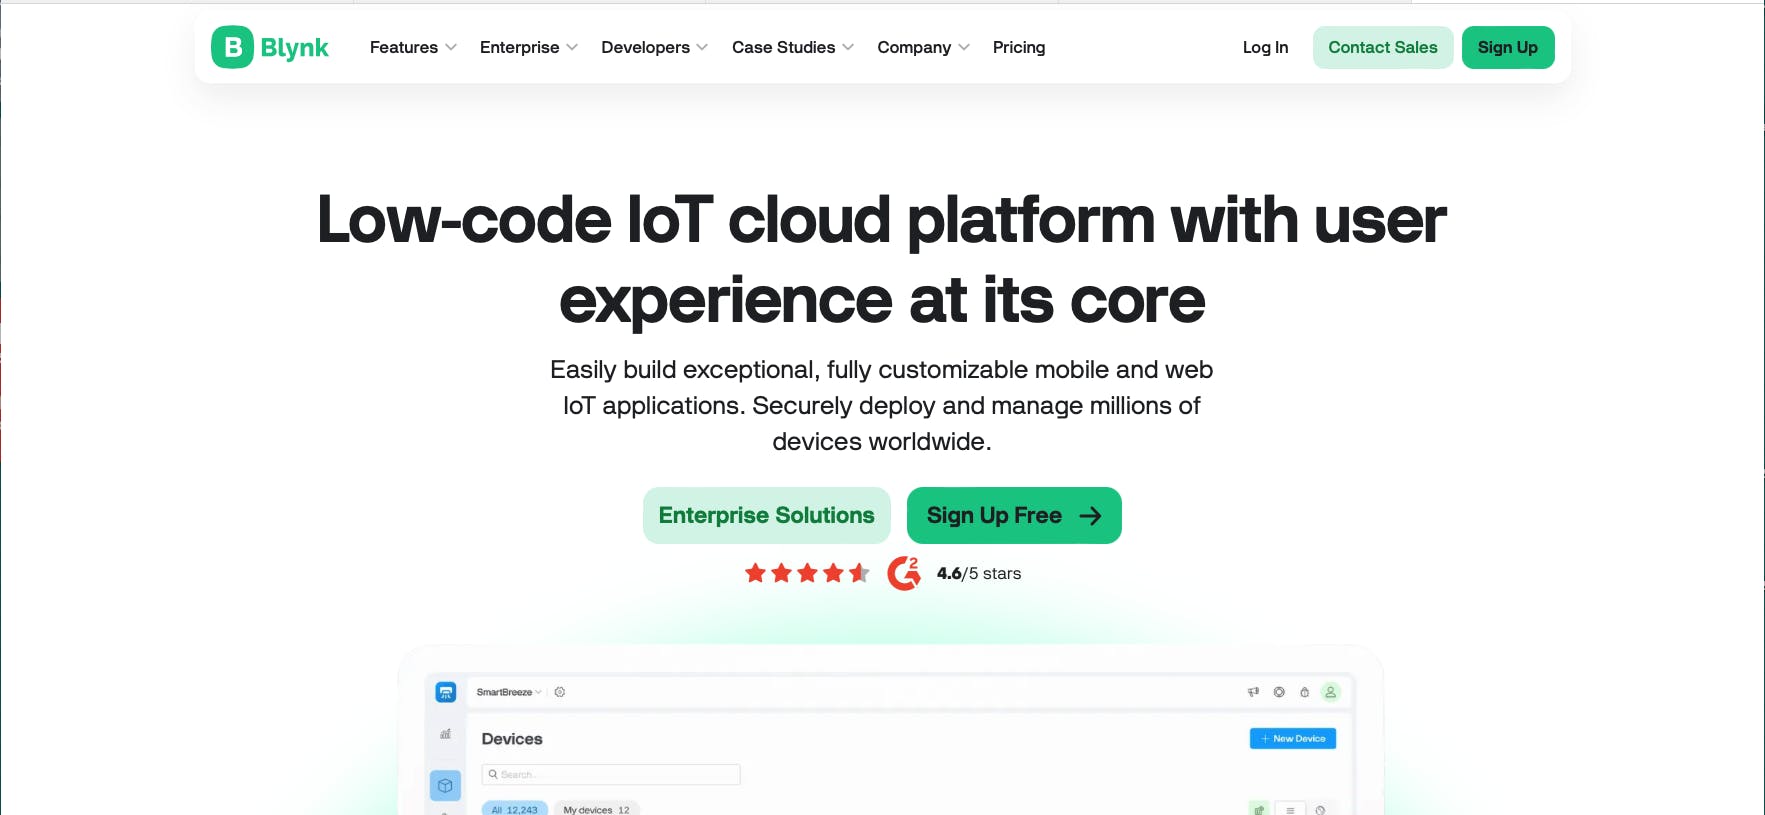 B Blynk
Features Enterprise Developers Case Studies Company Pricing Log In Contact Sales Sign Up
Low-code IoT cloud platform with user
experience at its core
Easily build exceptional, fully customizable mobile and web
IoT applications. Securely deploy and manage millions of
devices worldwide.
Enterprise Solutions Sign Up Free →
G2 4.6/5 stars
SmartBreeze
Devices + New Device
Search...
All 12,243 My devices 12